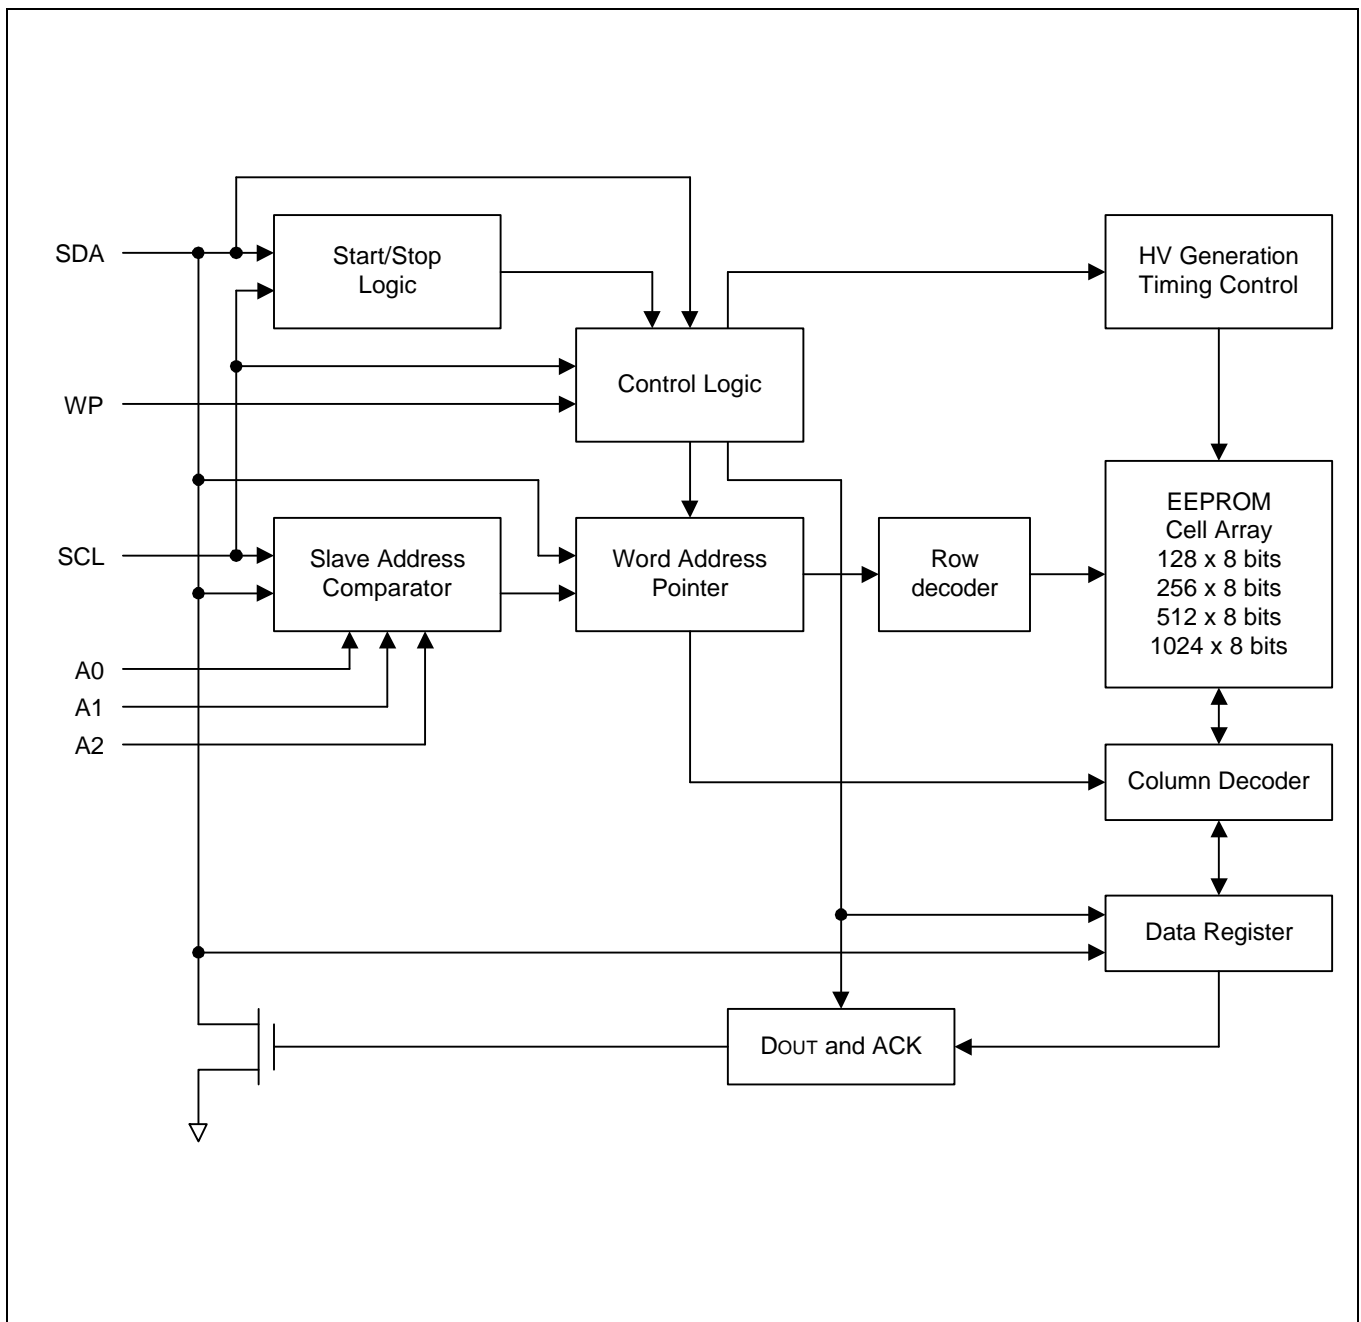 SDA
Start/Stop
Logic
HV Generation
Timing Control
Control Logic
WP
EEPROM
Cell Array
128 x 8 bits
256 x 8 bits
512 x 8 bits
1024 x 8 bits
SCL
Slave Address
Comparator
Word Address
Pointer
Row
decoder
A0
A1
A2
Column Decoder
Data Register
DOUT and ACK